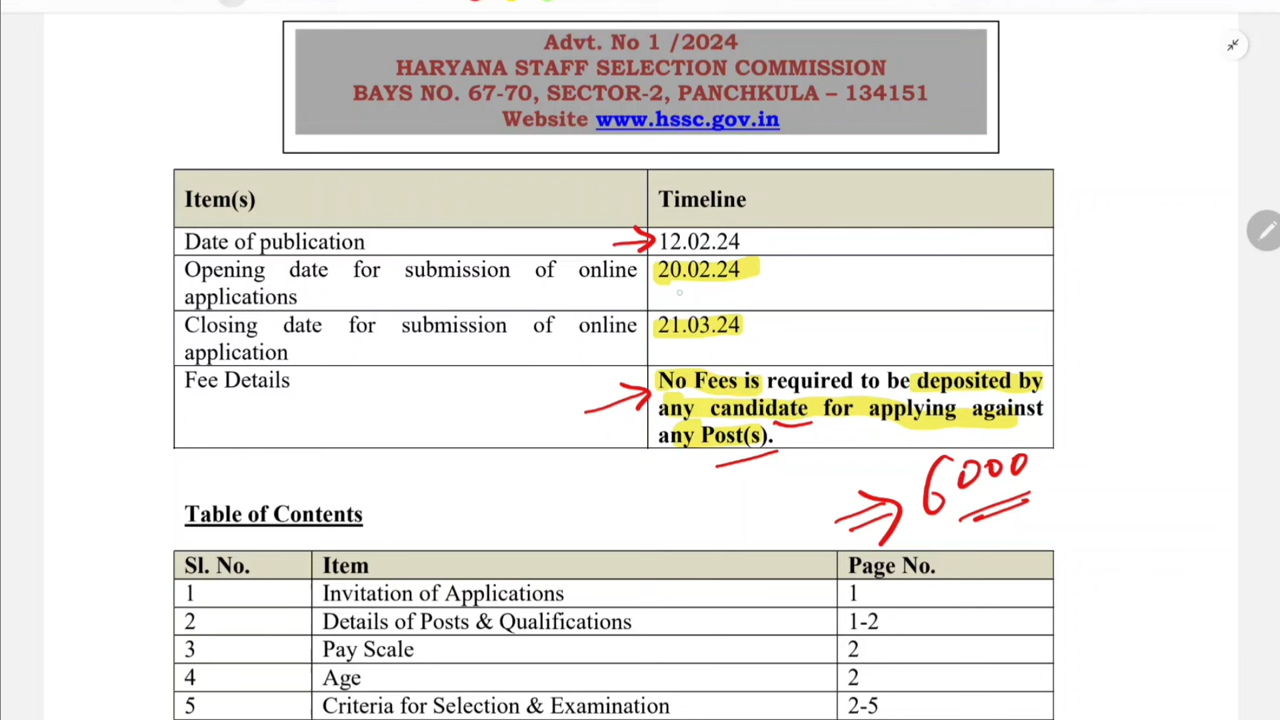 Advt. No 1 /2024
HARYANA STAFF SELECTION COMMISSION
BAYS NO. 67-70, SECTOR-2, PANCHKULA – 134151
Website www.hssc.gov.in
Item(s) Timeline
Date of publication 12.02.24
Opening date for submission of online 20.02.24
applications
Closing date for submission of online 21.03.24
application
Fee Details No Fees is required to be deposited by
any candidate for applying against
any Post(s).
6000
Table of Contents
Sl. No. Item Page No.
1 Invitation of Applications 1
2 Details of Posts & Qualifications 1-2
3 Pay Scale 2
4 Age 2
5 Criteria for Selection & Examination 2-5